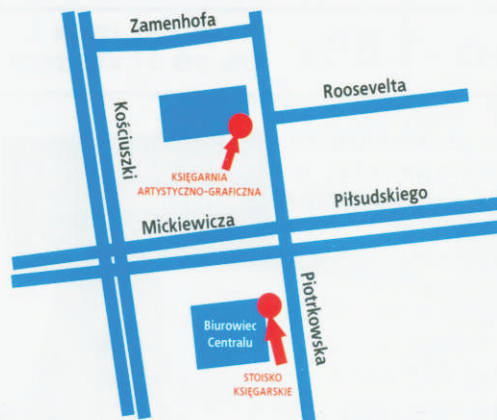 Zamenhofa
Roosevelta
Kościuszki
KSIĘGARNIA
ARTYSTYCZNO-GRAFICZNA
Piłsudskiego
Mickiewicza
Piotrkowska
Biurowiec
Centralu
STOISKO
KSIĘGARSKIE